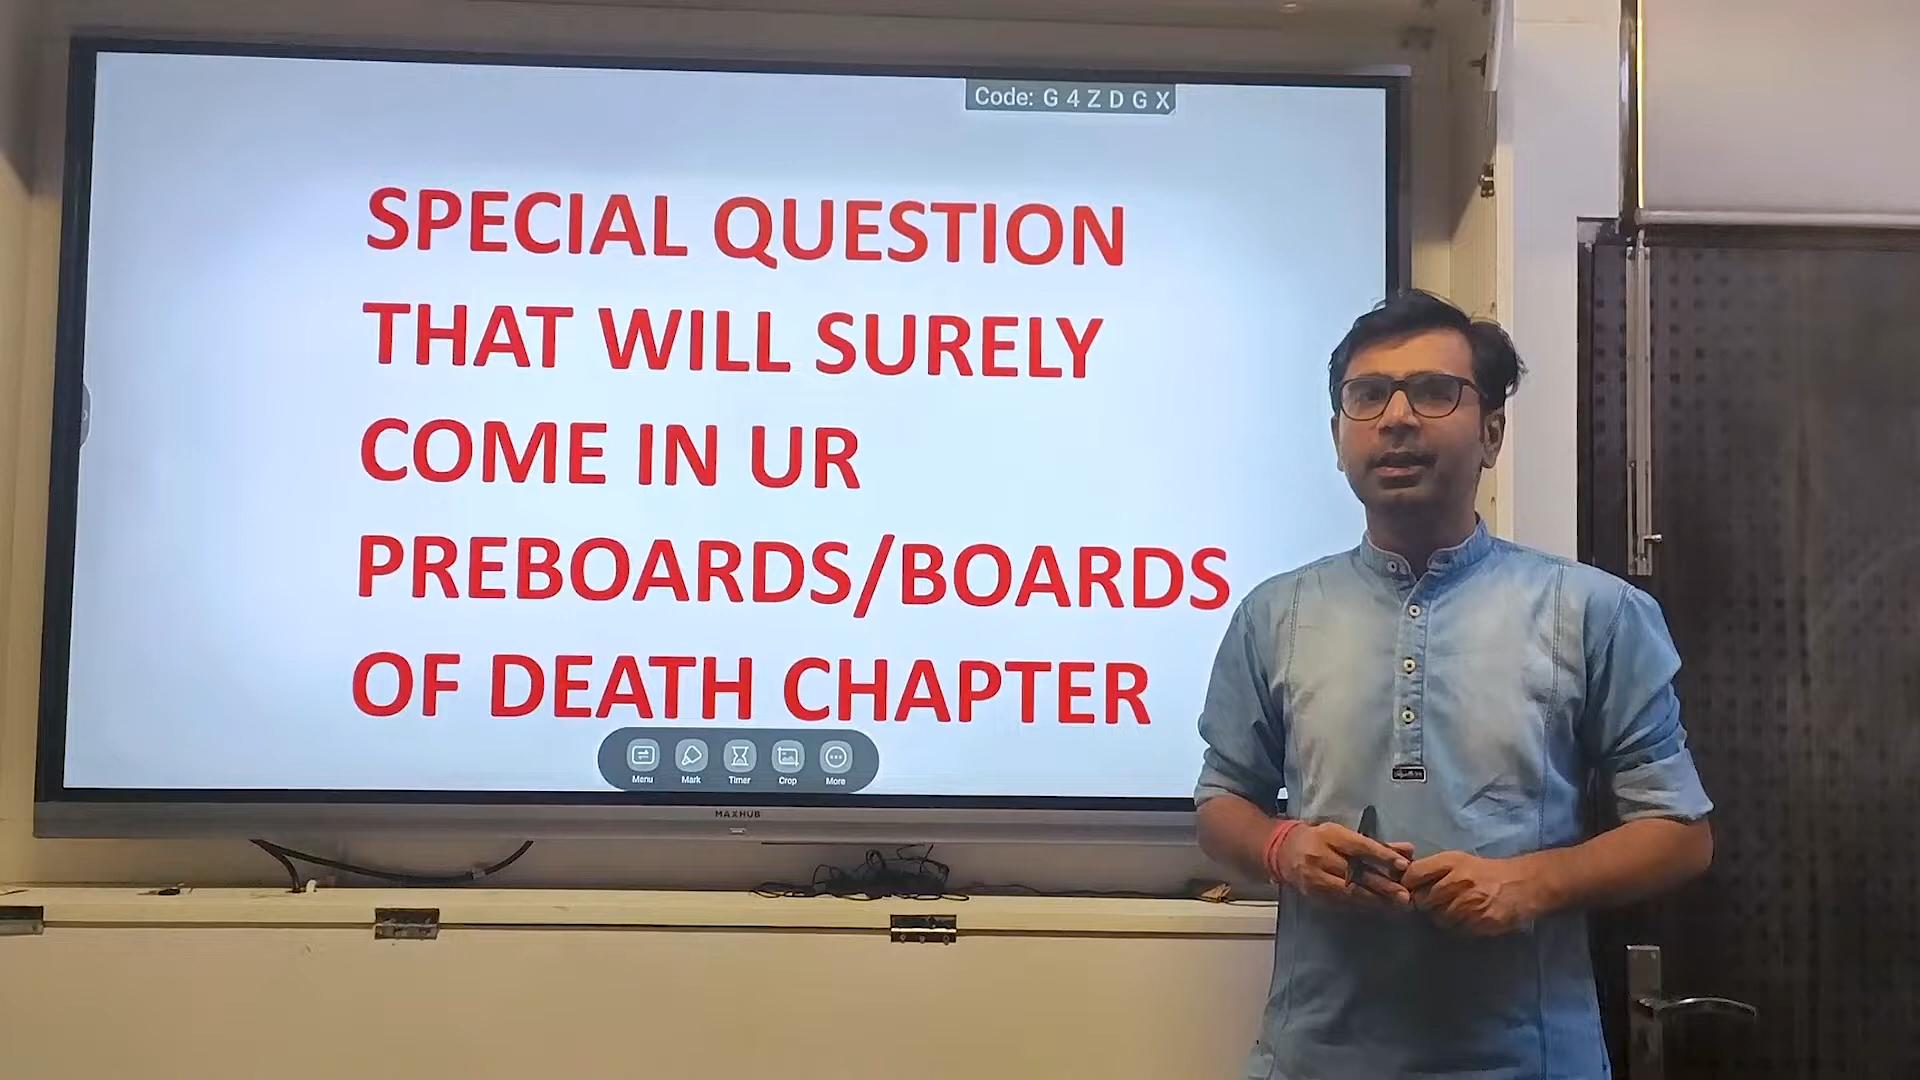 Code: G 4 Z D G X
SPECIAL QUESTION
THAT WILL SURELY
COME IN UR
PREBOARDS/BOARDS
OF DEATH CHAPTER
Menu Mark Timer Crop More
MAXHUB